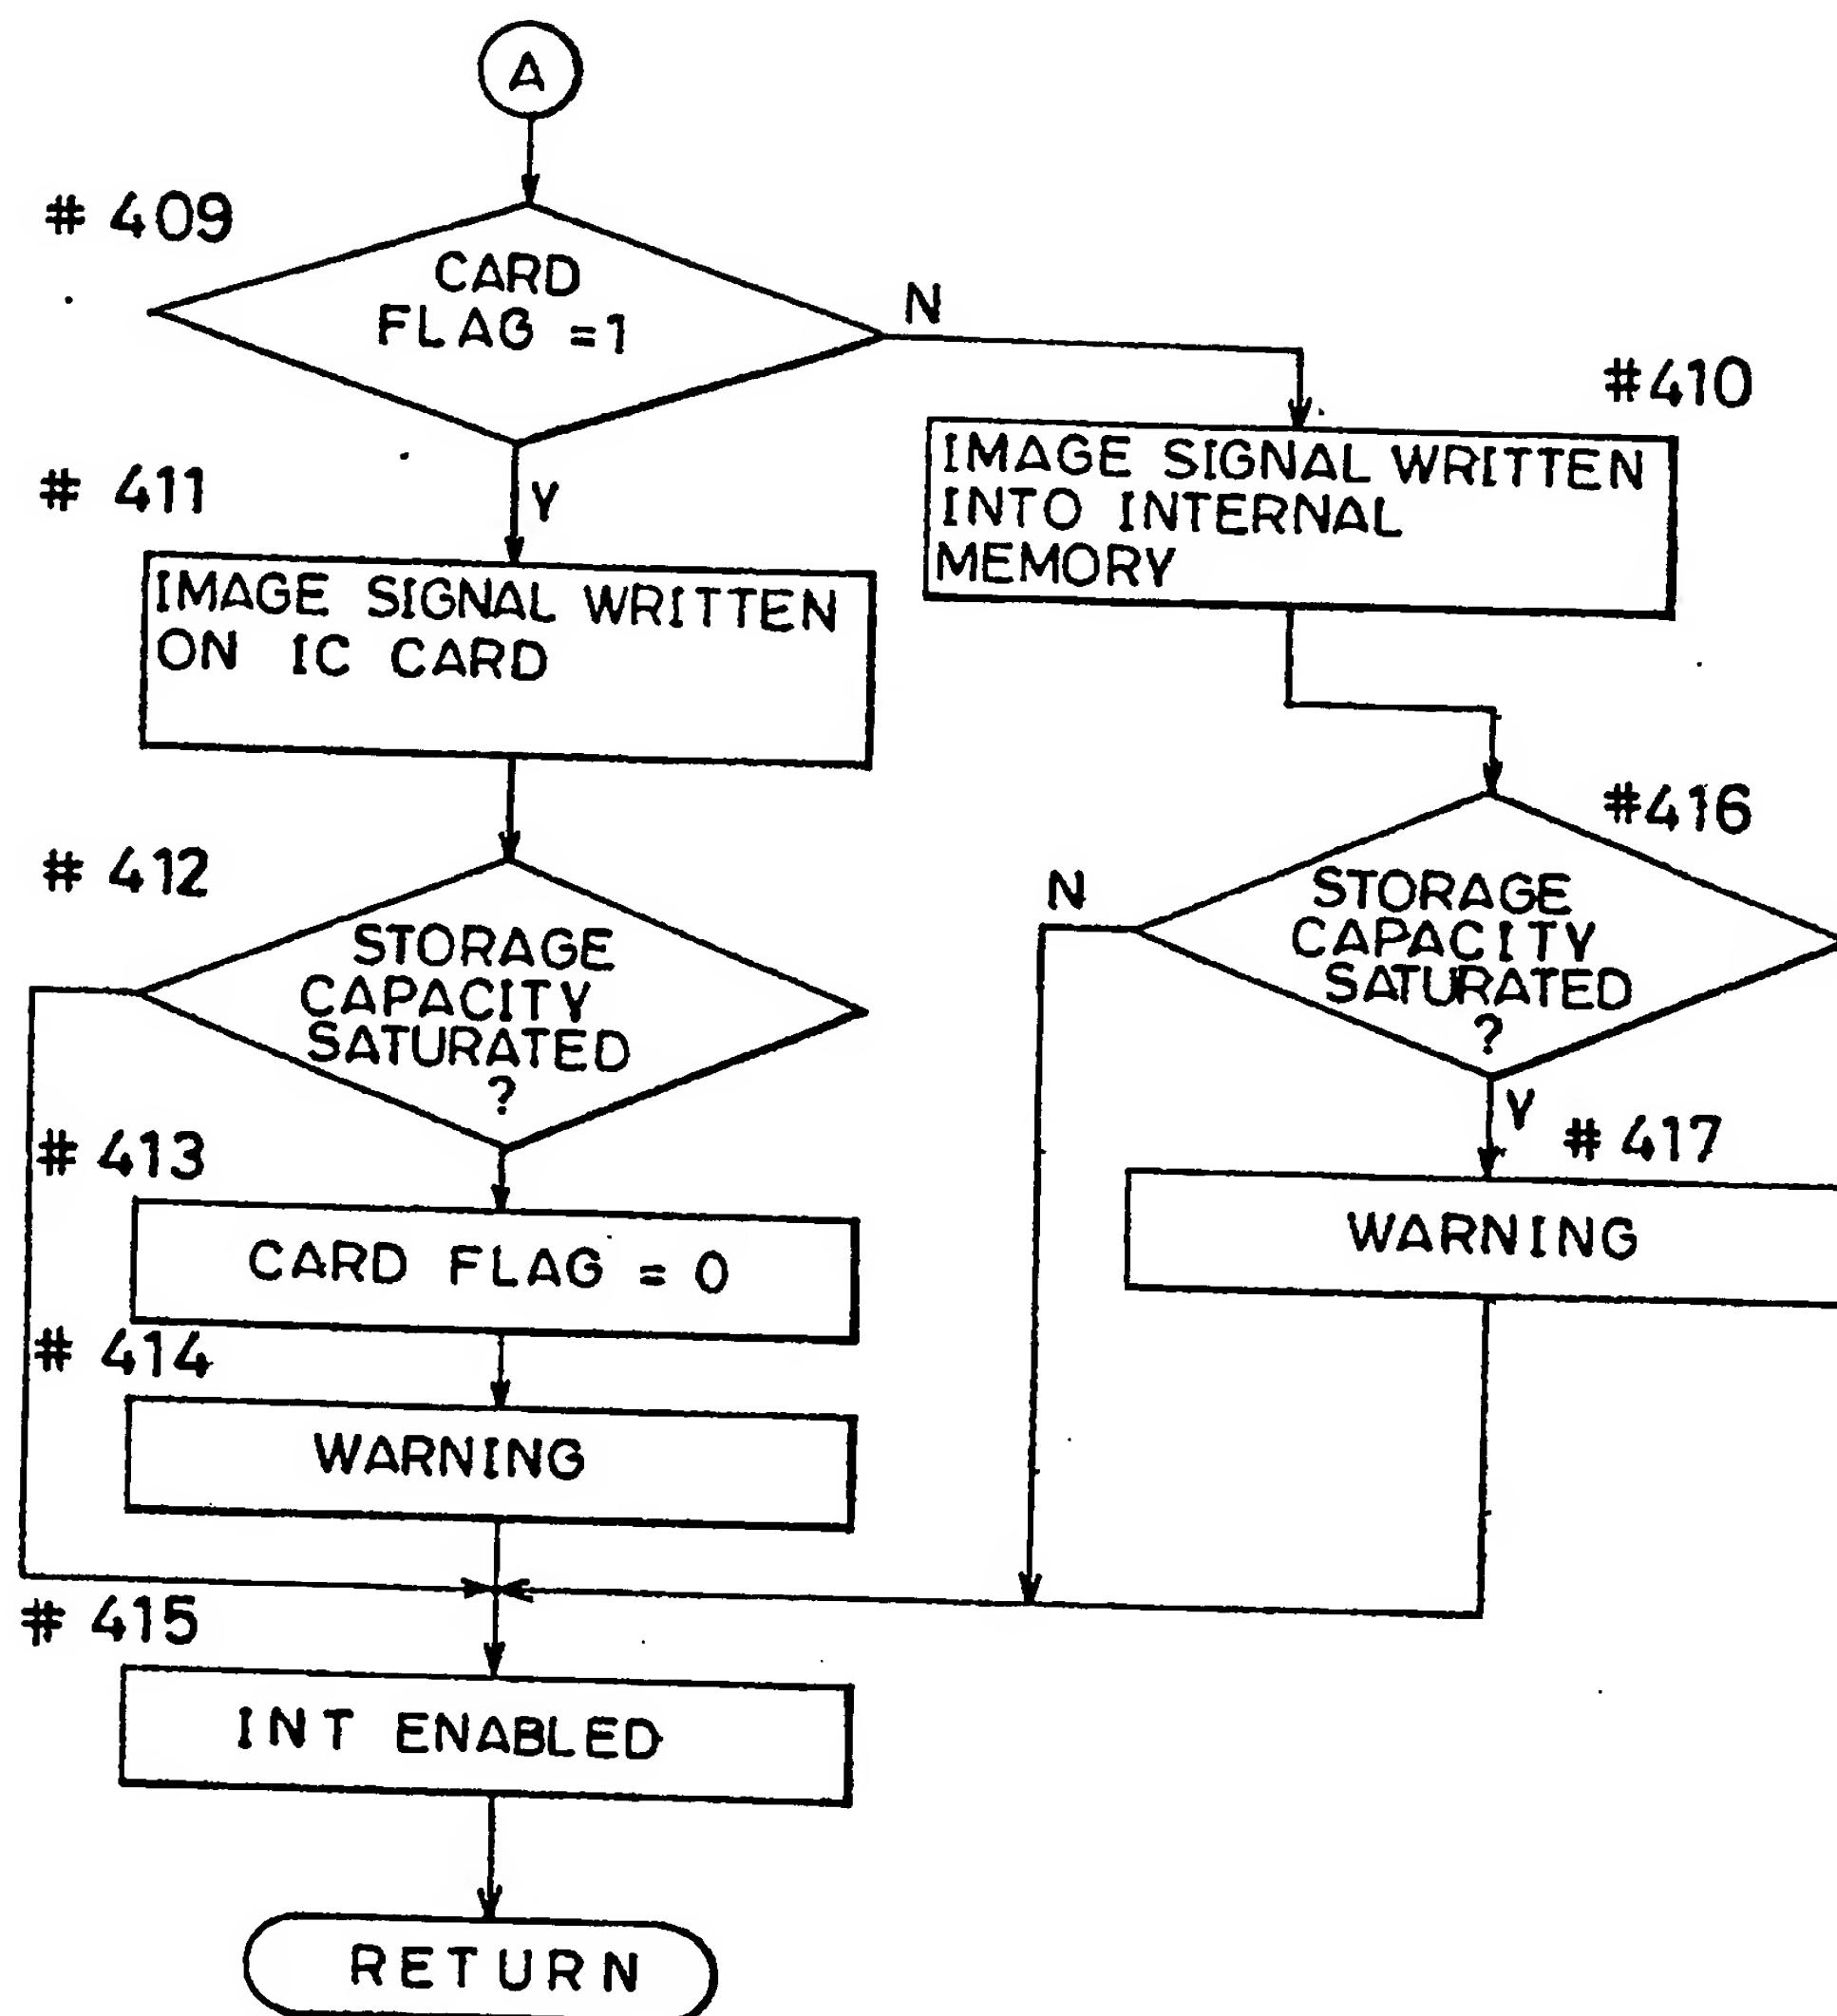 A
# 409
CARD
FLAG =1
N
#410
IMAGE SIGNAL WRITTEN
INTO INTERNAL
MEMORY
# 411
Y
IMAGE SIGNAL WRITTEN
ON IC CARD
# 412
STORAGE
CAPACITY
SATURATED
?
#416
N
STORAGE
CAPACITY
SATURATED
?
Y
# 413
CARD FLAG = 0
# 417
WARNING
# 414
WARNING
# 415
INT ENABLED
RETURN